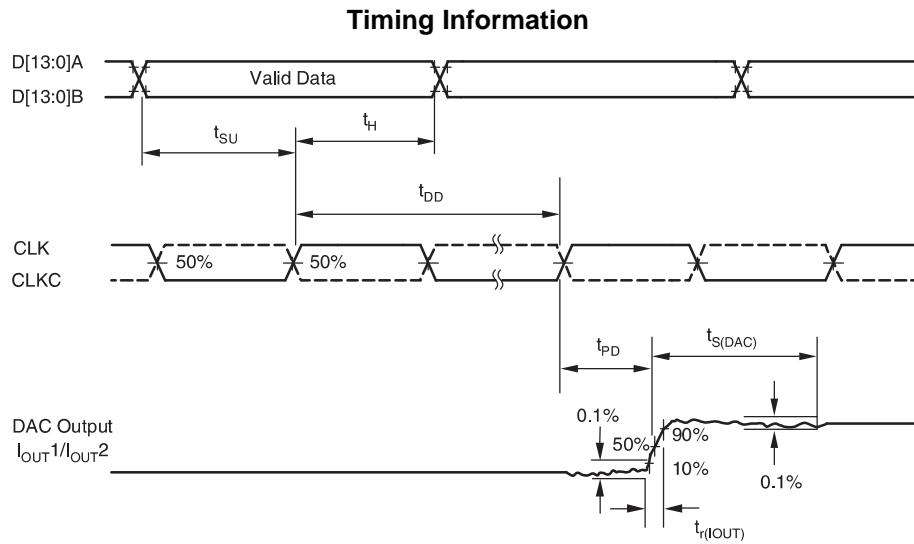 Timing Information
D[13:0]A
D[13:0]B
Valid Data
tSU
tH
tDD
CLK
CLKC
50%
50%
tPD
tS(DAC)
DAC Output
IOUT1/IOUT2
0.1%
50%
90%
10%
0.1%
tr(IOUT)